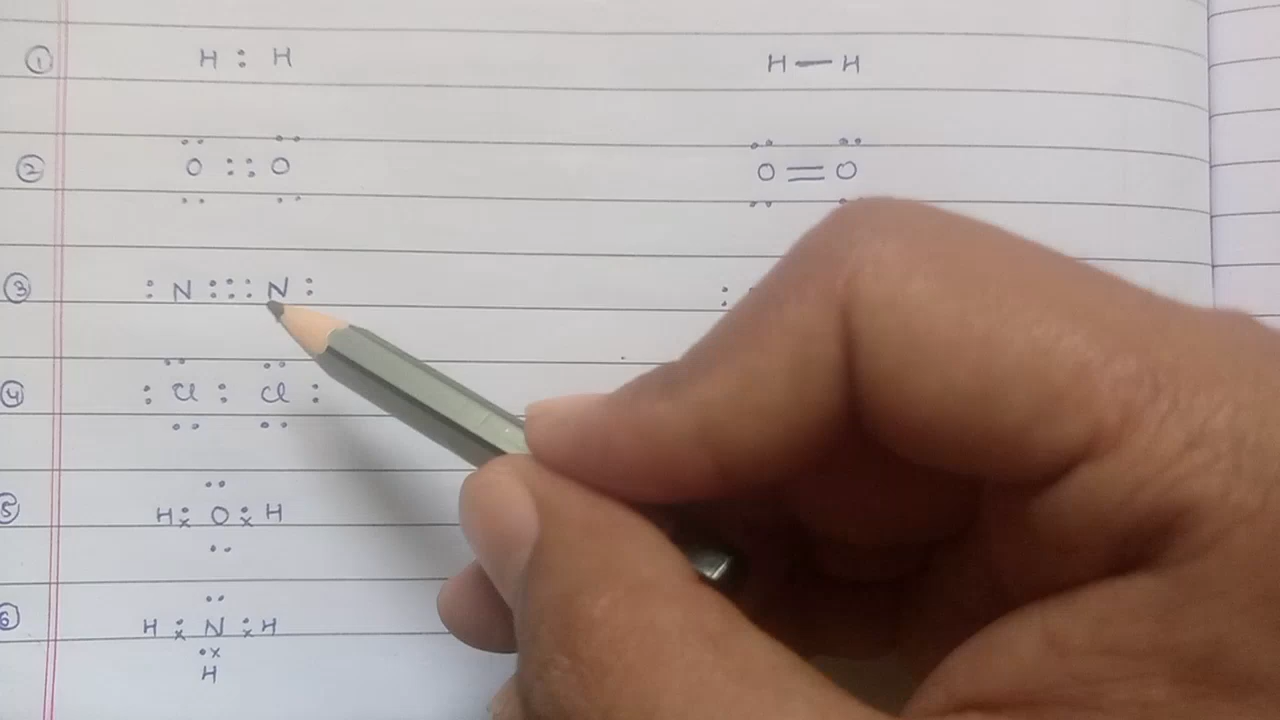 ① H : H H — H
② O :: O O = O
③ : N ::: N : :
④ : Cl : Cl :
⑤ H :x O :x H
⑥ H :x N :x H
•x
H